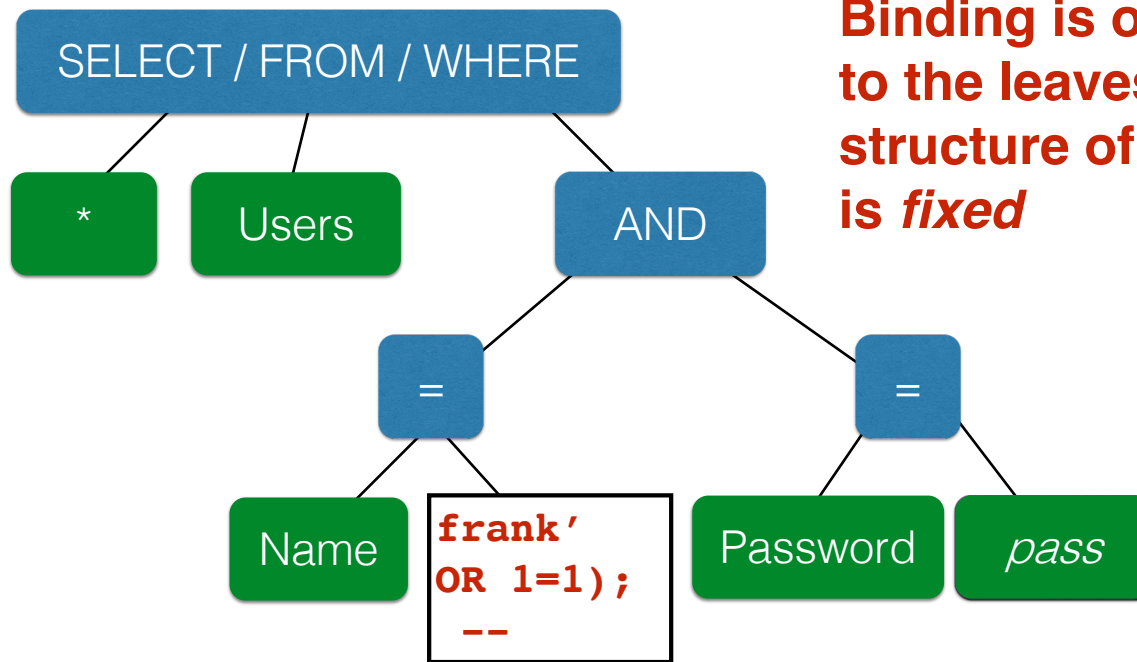 SELECT / FROM / WHERE
Binding is
to the leaves
structure of
is fixed
*
Users
AND
=
=
Name
frank’
OR 1=1);
--
Password
pass